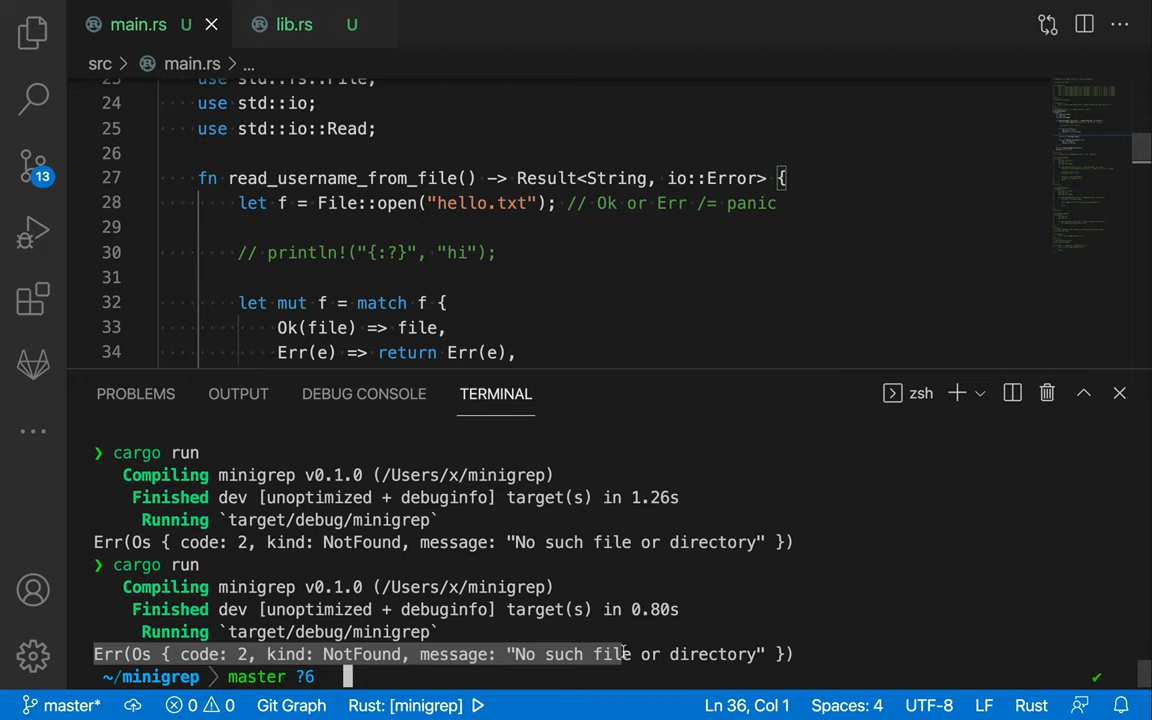 main.rs U lib.rs U
src > main.rs > ...
23 use std::fs::File;
24 use std::io;
25 use std::io::Read;
26
27 fn read_username_from_file() -> Result<String, io::Error> {
28 let f = File::open("hello.txt"); // Ok or Err /= panic
29
30 // println!("{:?}", "hi");
31
32 let mut f = match f {
33 Ok(file) => file,
34 Err(e) => return Err(e),
13
PROBLEMS OUTPUT DEBUG CONSOLE TERMINAL zsh
❯ cargo run
Compiling minigrep v0.1.0 (/Users/x/minigrep)
Finished dev [unoptimized + debuginfo] target(s) in 1.26s
Running `target/debug/minigrep`
Err(Os { code: 2, kind: NotFound, message: "No such file or directory" })
❯ cargo run
Compiling minigrep v0.1.0 (/Users/x/minigrep)
Finished dev [unoptimized + debuginfo] target(s) in 0.80s
Running `target/debug/minigrep`
Err(Os { code: 2, kind: NotFound, message: "No such file or directory" })
~/minigrep master ?6 ✔
master* 0 0 Git Graph Rust: [minigrep] Ln 36, Col 1 Spaces: 4 UTF-8 LF Rust